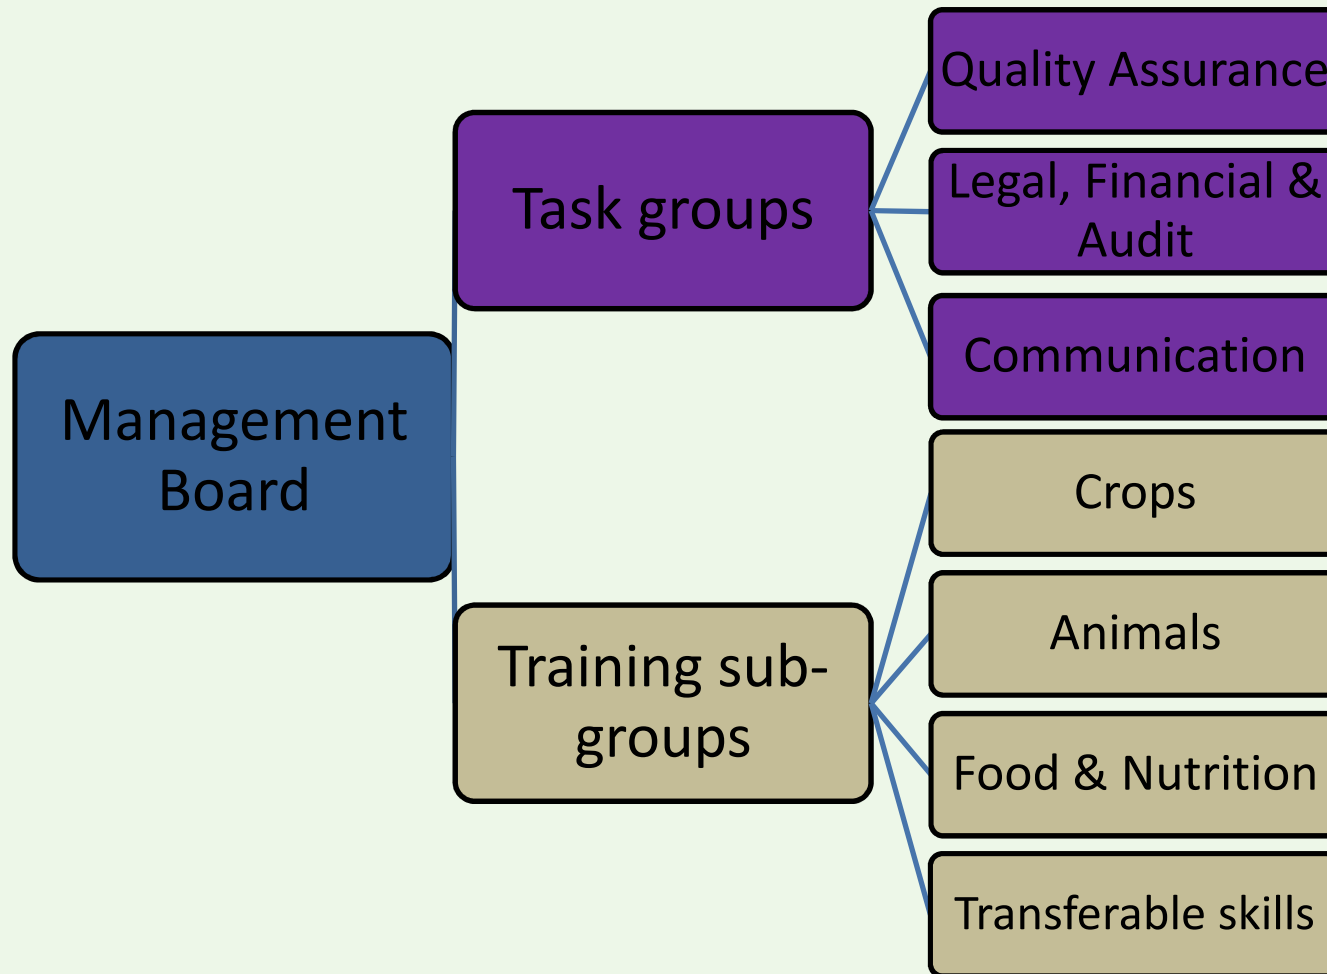 Management
Board
Task groups
Quality Assurance
Legal, Financial &
Audit
Communication
Training sub-
groups
Crops
Animals
Food & Nutrition
Transferable skills